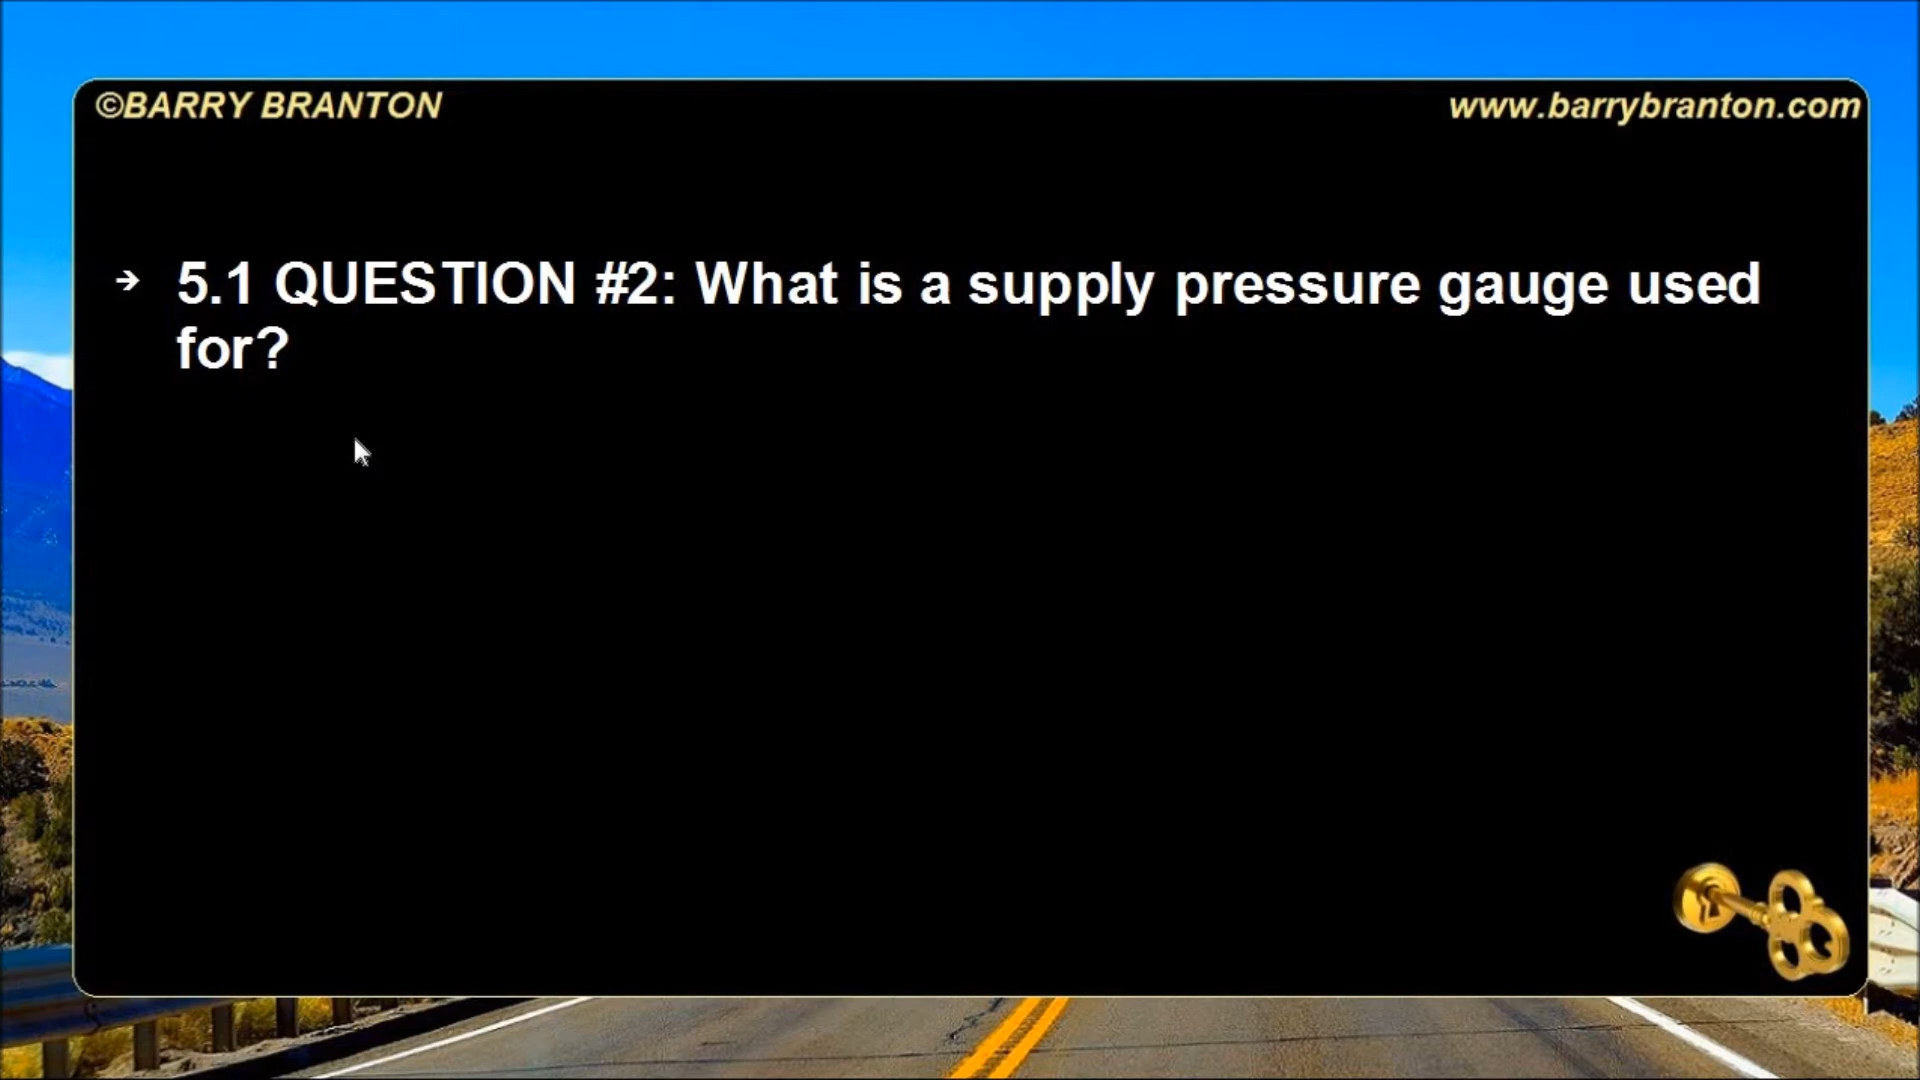 ©BARRY BRANTON
www.barrybranton.com
→ 5.1 QUESTION #2: What is a supply pressure gauge used
for?